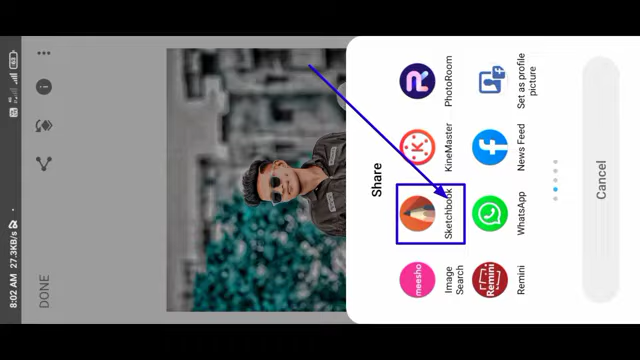 8:02 AM 27.3KB/s
DONE
Share
meesho
Image Search
Sketchbook
KineMaster
PhotoRoom
Remini
Remini
WhatsApp
News Feed
Set as profile picture
Cancel